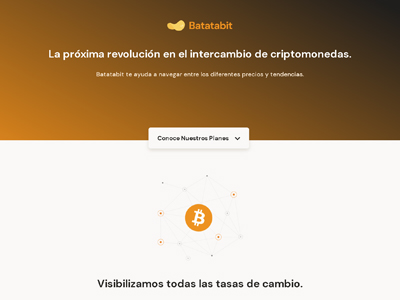 Batatabit
La próxima revolución en el intercambio de criptomonedas.
Batatabit te ayuda a navegar entre los diferentes precios y tendencias.
Conoce Nuestros Planes
Visibilizamos todas las tasas de cambio.